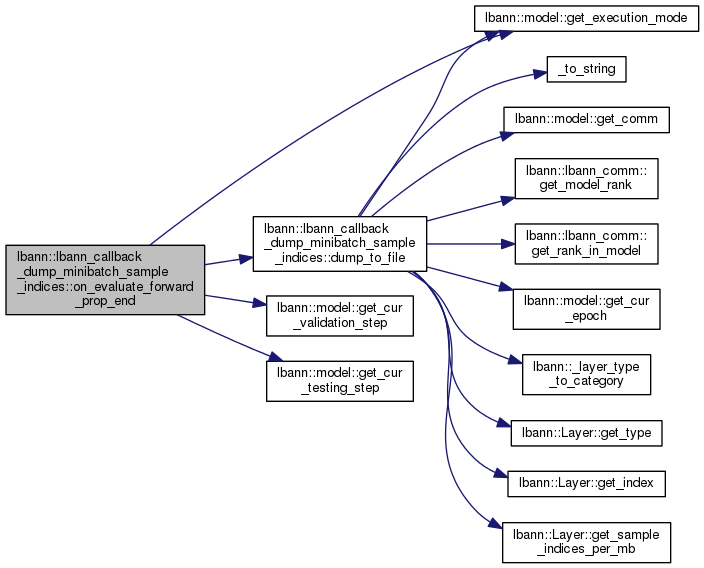 lbann::model::get_execution_mode
_to_string
lbann::model::get_comm
lbann::lbann_comm::
get_model_rank
lbann::lbann_callback
_dump_minibatch_sample
_indices::dump_to_file
lbann::lbann_comm::
get_rank_in_model
lbann::lbann_callback
_dump_minibatch_sample
_indices::on_evaluate_forward
_prop_end
lbann::model::get_cur
_epoch
lbann::model::get_cur
_validation_step
lbann::_layer_type
_to_category
lbann::model::get_cur
_testing_step
lbann::Layer::get_type
lbann::Layer::get_index
lbann::Layer::get_sample
_indices_per_mb